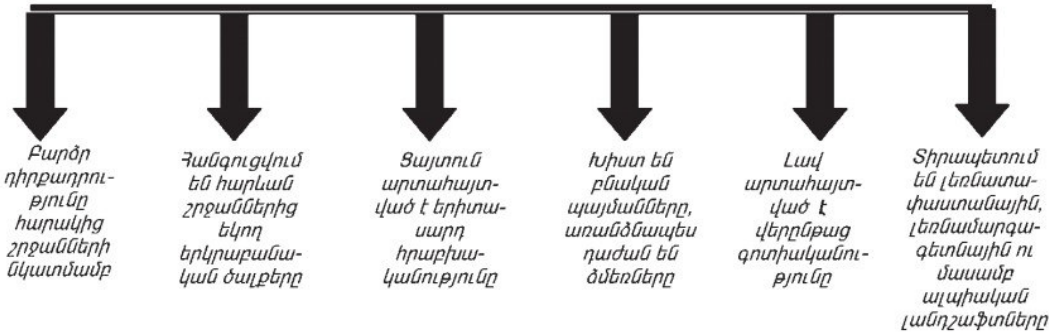 Բարձր
դիրքադրու-
թյունը
հարակից
շրջանների
նկատմամբ
Հանգուցվում
են հարևան
շրջաններից
եկող
երկրաբանա-
կան ծալքերը
Ցայտուն
արտահայտ-
ված է երիտա-
սարդ
հրաբխա-
կանությունը
Խիստ են
բնական
պայմանները,
առանձնապես
դաժան են
ձմեռները
Լավ
արտահայտ-
ված է
վերընթաց
գոտիականու-
թյունը
Տիրապետում
են լեռնատա-
փաստանային,
լեռնամարգա-
գետնային ու
մասամբ
ալպիական
լանդշաֆտները